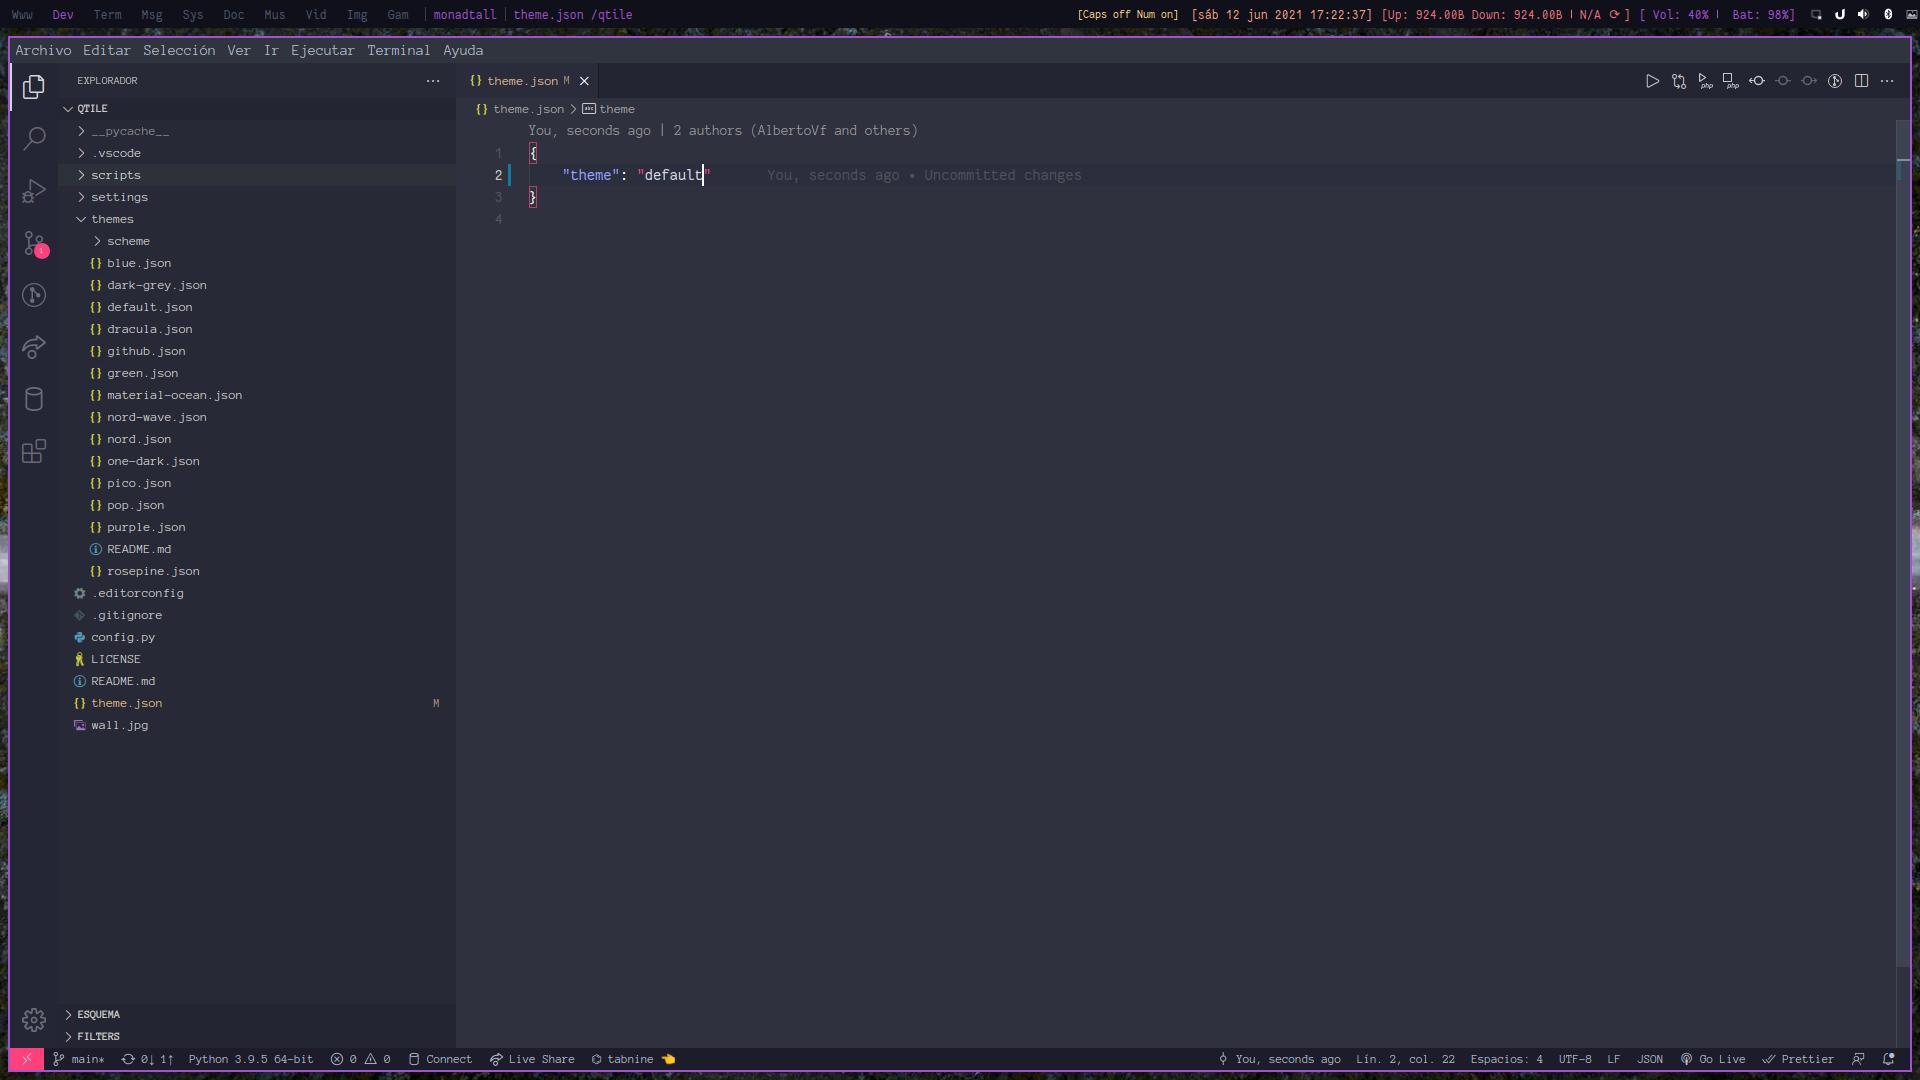 Www Dev Term Msg Sys Doc Mus Vid Img Gam | monadtall | theme.json /qtile
[Caps off Num on] [sáb 12 jun 2021 17:22:37] [Up: 924.00B Down: 924.00B | N/A ⟳ ] [ Vol: 40% | Bat: 98%]
Archivo Editar Selección Ver Ir Ejecutar Terminal Ayuda
EXPLORADOR
theme.json M
QTILE
theme.json > theme
__pycache__
.vscode
scripts
settings
themes
scheme
blue.json
dark-grey.json
default.json
dracula.json
github.json
green.json
material-ocean.json
nord-wave.json
nord.json
one-dark.json
pico.json
pop.json
purple.json
README.md
rosepine.json
.editorconfig
.gitignore
config.py
LICENSE
README.md
theme.json M
wall.jpg
You, seconds ago | 2 authors (AlbertoVf and others)
1 {
2 "theme": "default" You, seconds ago • Uncommitted changes
3 }
4
1
php
php
ESQUEMA
FILTERS
main* 0↓ 1↑ Python 3.9.5 64-bit 0 0 Connect Live Share tabnine 👈
You, seconds ago Lín. 2, col. 22 Espacios: 4 UTF-8 LF JSON Go Live Prettier